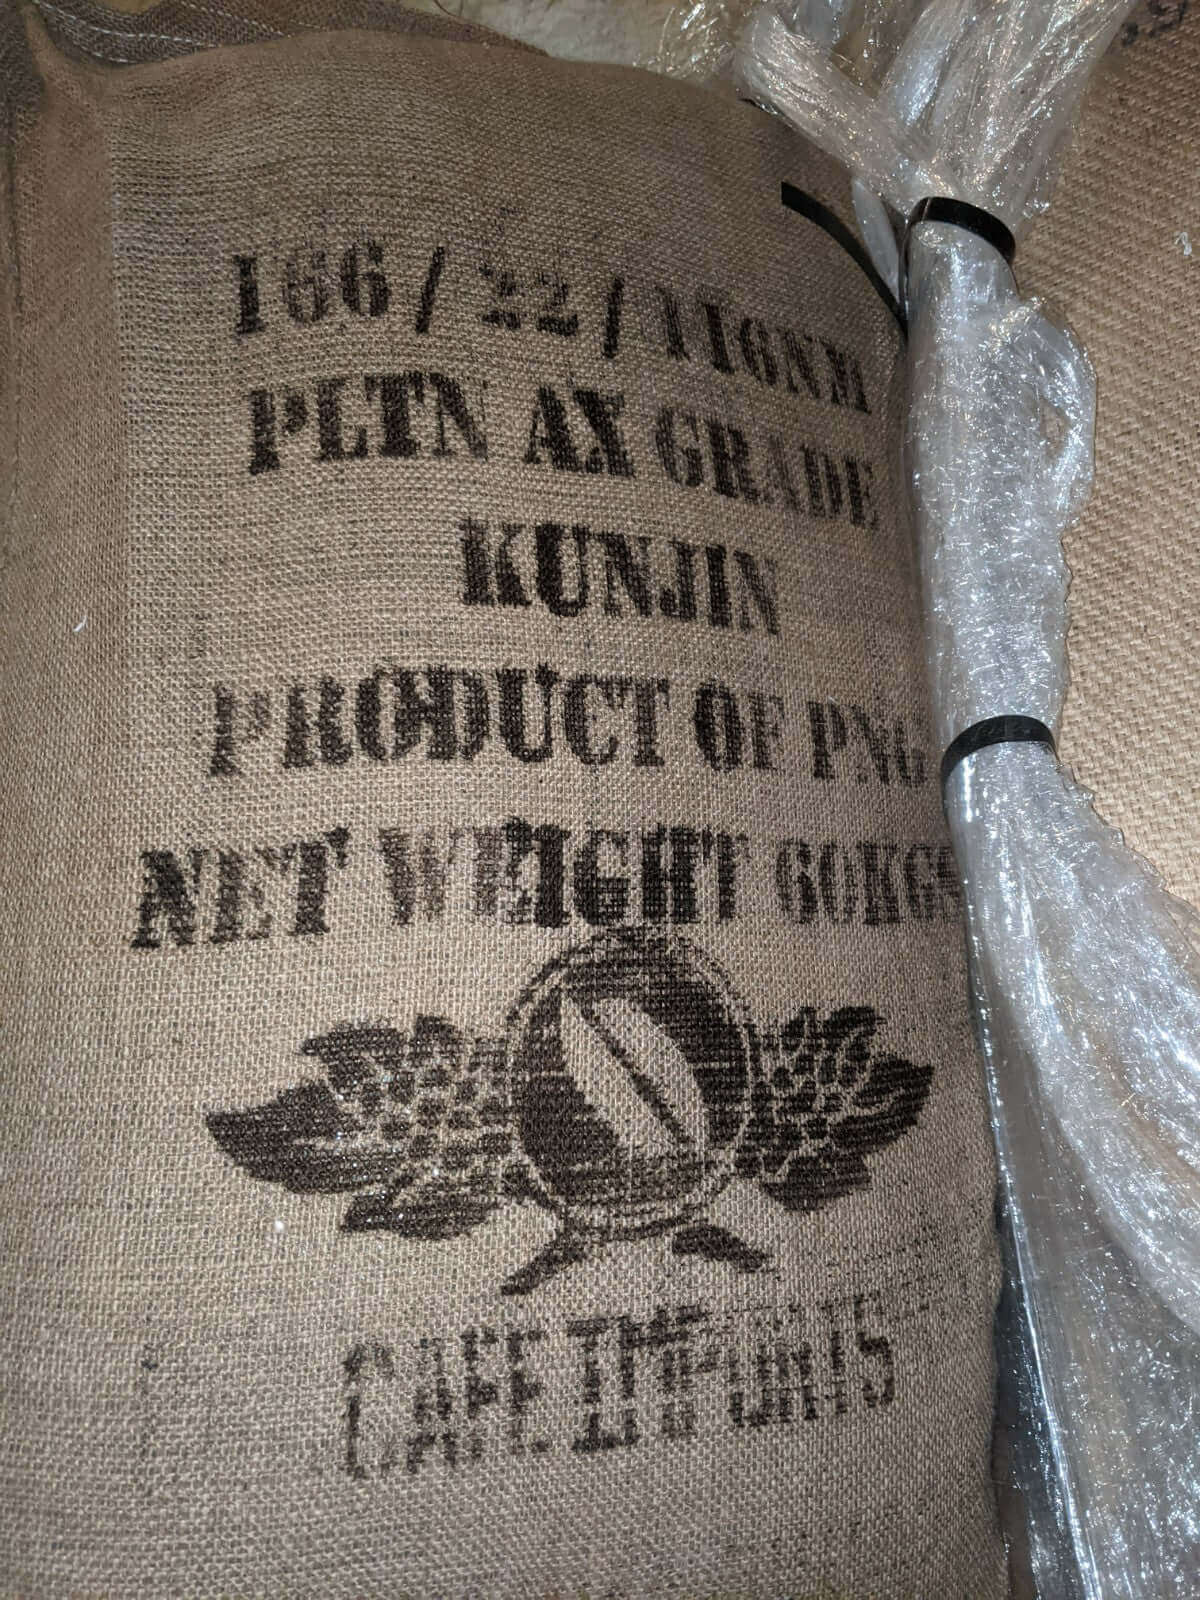 166 / 22 /
PLTN AX GRADE
KUNJIN
PRODUCT OF PNG
NET WEIGHT 60KGS
CAFE IMPORTS